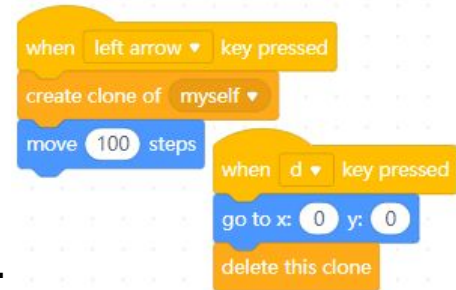 when left arrow ▾ key pressed
create clone of myself ▾
move 100 steps
when d ▾ key pressed
go to x: 0 y: 0
delete this clone